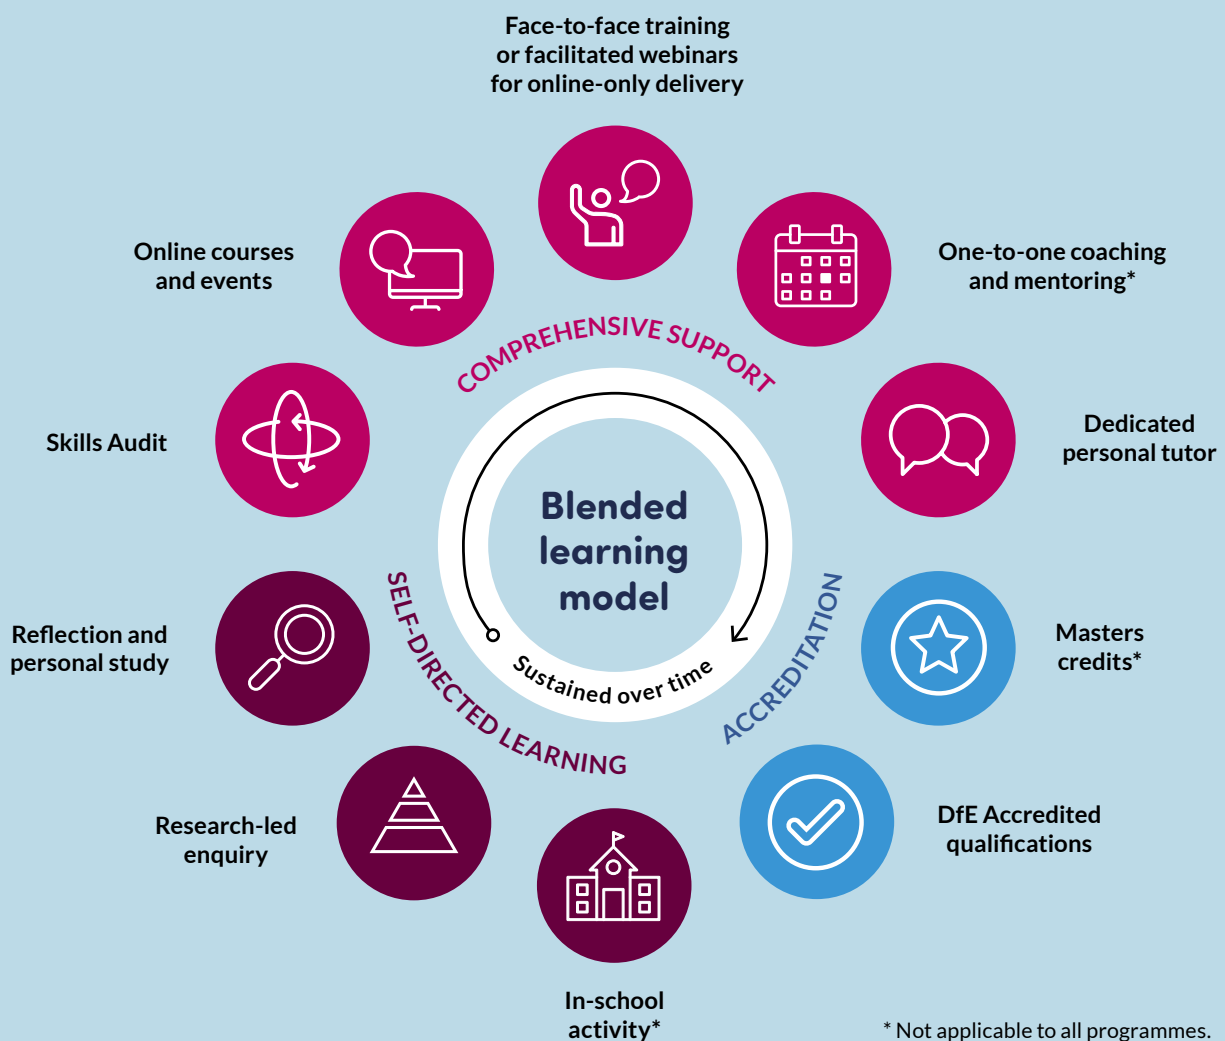 Face-to-face training
or facilitated webinars
for online-only delivery
Online courses
and events
One-to-one coaching
and mentoring*
COMPREHENSIVE SUPPORT
Skills Audit
Dedicated
personal tutor
Blended
learning
model
Sustained over time
SELF-DIRECTED LEARNING
ACCREDITATION
Reflection and
personal study
Masters
credits*
Research-led
enquiry
DfE Accredited
qualifications
In-school
activity*
* Not applicable to all programmes.